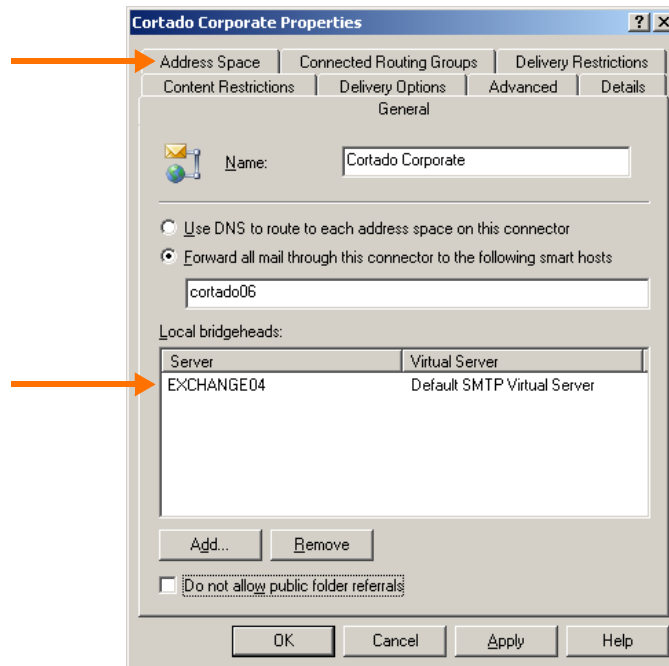 Cortado Corporate Properties
Address Space Connected Routing Groups Delivery Restrictions
Content Restrictions Delivery Options Advanced Details
General
Name: Cortado Corporate
Use DNS to route to each address space on this connector
Forward all mail through this connector to the following smart hosts
cortado06
Local bridgeheads:
Server Virtual Server
EXCHANGE04 Default SMTP Virtual Server
Add... Remove
Do not allow public folder referrals
OK Cancel Apply Help